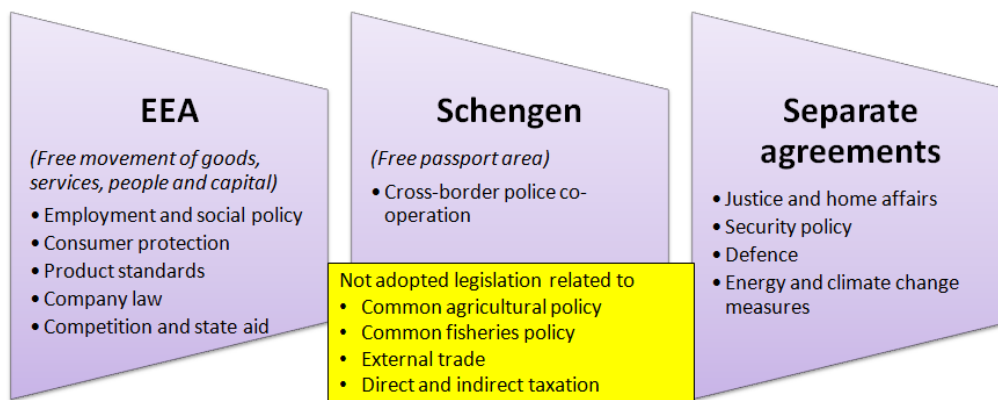 EEA
(Free movement of goods,
services, people and capital)
• Employment and social policy
• Consumer protection
• Product standards
• Company law
• Competition and state aid
Schengen
(Free passport area)
• Cross-border police co-
operation
Not adopted legislation related to
• Common agricultural policy
• Common fisheries policy
• External trade
• Direct and indirect taxation
Separate
agreements
• Justice and home affairs
• Security policy
• Defence
• Energy and climate change
measures